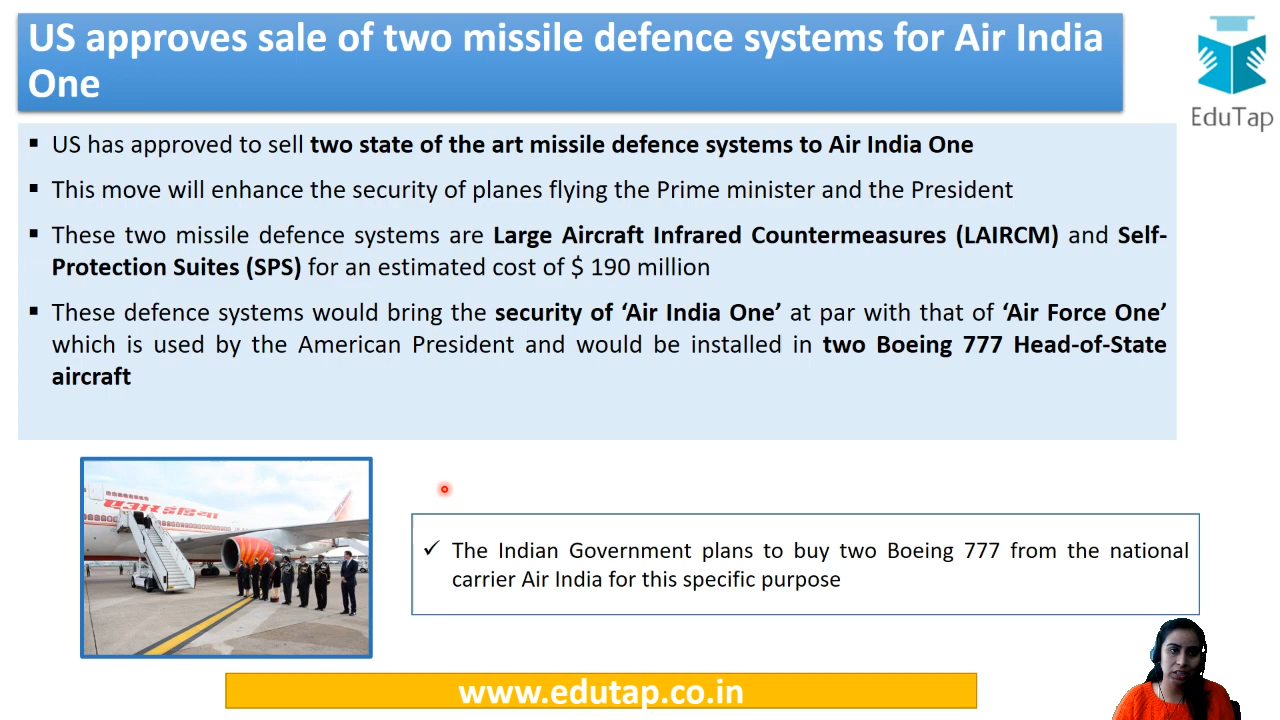 US approves sale of two missile defence systems for Air India
One
EduTap
▪ US has approved to sell two state of the art missile defence systems to Air India One
▪ This move will enhance the security of planes flying the Prime minister and the President
▪ These two missile defence systems are Large Aircraft Infrared Countermeasures (LAIRCM) and Self-
Protection Suites (SPS) for an estimated cost of $ 190 million
▪ These defence systems would bring the security of ‘Air India One’ at par with that of ‘Air Force One’
which is used by the American President and would be installed in two Boeing 777 Head-of-State
aircraft
एअर इंडिया
✓ The Indian Government plans to buy two Boeing 777 from the national
carrier Air India for this specific purpose
www.edutap.co.in